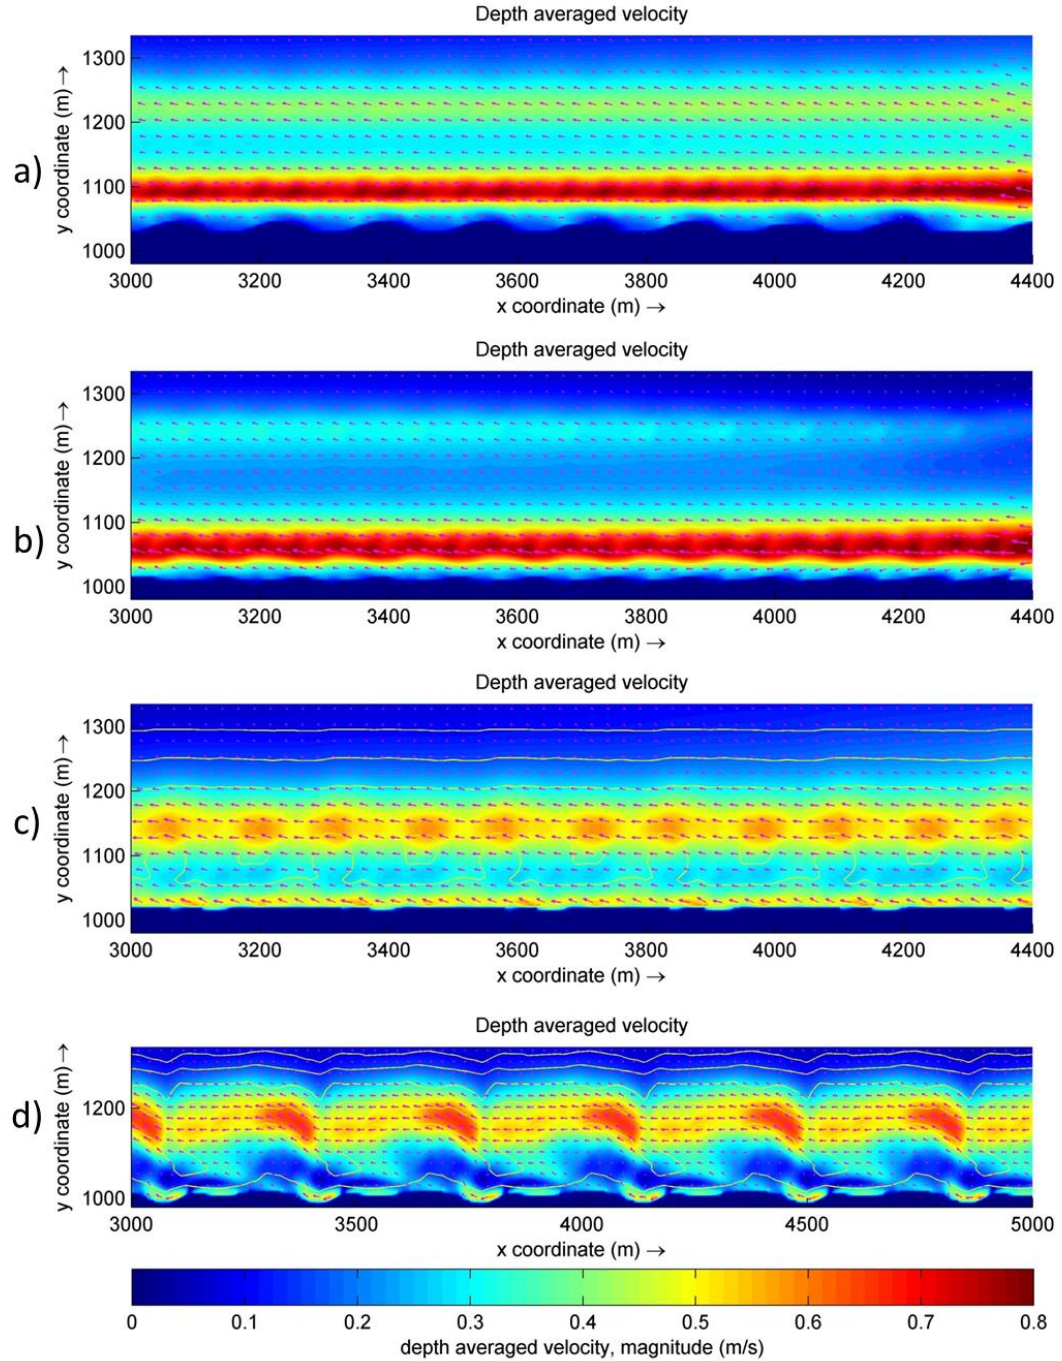 Depth averaged velocity
a)
y coordinate (m) →
1300
1200
1100
1000
3000 3200 3400 3600 3800 4000 4200 4400
x coordinate (m) →
Depth averaged velocity
b)
y coordinate (m) →
1300
1200
1100
1000
3000 3200 3400 3600 3800 4000 4200 4400
x coordinate (m) →
Depth averaged velocity
c)
y coordinate (m) →
1300
1200
1100
1000
3000 3200 3400 3600 3800 4000 4200 4400
x coordinate (m) →
Depth averaged velocity
d)
y coordinate (m) →
1200
1100
1000
3000 3500 4000 4500 5000
x coordinate (m) →
0 0.1 0.2 0.3 0.4 0.5 0.6 0.7 0.8
depth averaged velocity, magnitude (m/s)